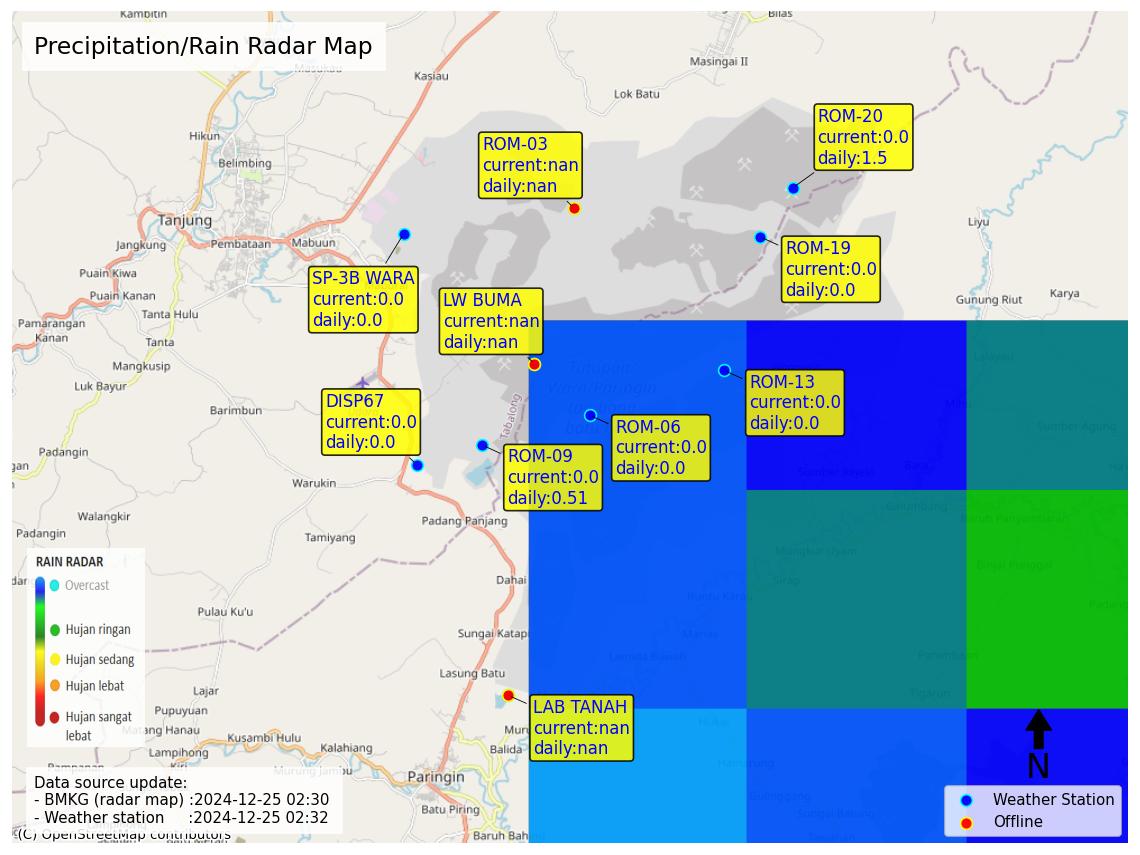 Kambitin
Bilas
Precipitation/Rain Radar Map
Masukau
Kasiau
Masingai II
Lok Batu
ROM-20
current:0.0
daily:1.5
Hikun
ROM-03
current:nan
daily:nan
Belimbing
Tanjung
Liyu
Jangkung
Pembataan
Mabuun
ROM-19
current:0.0
daily:0.0
Puain Kiwa
SP-3B WARA
current:0.0
daily:0.0
Puain Kanan
LW BUMA
current:nan
daily:nan
Gunung Riut
Karya
Tanta Hulu
Pamarangan
Kanan
Tanta
Mangkusip
Luk Bayur
ROM-13
current:0.0
daily:0.0
DISP67
current:0.0
daily:0.0
Barimbun
Tabalong
ROM-06
current:0.0
daily:0.0
ROM-09
current:0.0
daily:0.51
Padangin
Warukin
Walangkir
Padang Panjang
Padangin
Tamiyang
RAIN RADAR
Overcast
Hujan ringan
Hujan sedang
Hujan lebat
Hujan sangat
lebat
Dahai
Pulau Ku'u
Sungai Katapi
Lasung Batu
Lajar
Pupuyuan
Matang Hanau
LAB TANAH
current:nan
daily:nan
Kusambi Hulu
Kalahiang
Lampihong
Balida
Murung Jambu
Paringin
N
Data source update:
- BMKG (radar map) :2024-12-25 02:30
- Weather station :2024-12-25 02:32
Batu Piring
Weather Station
Offline
(C) OpenStreetMap contributors